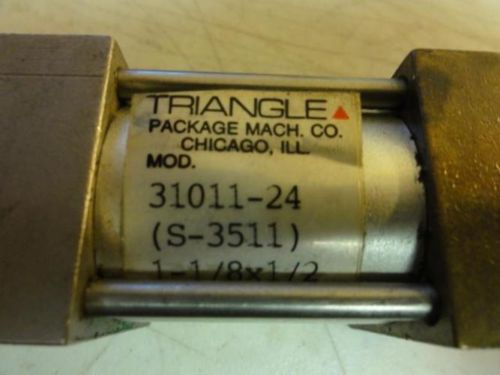 TRIANGLE
PACKAGE MACH. CO.
CHICAGO, ILL.
MOD.
31011-24
(S-3511)
1-1/8x1/2